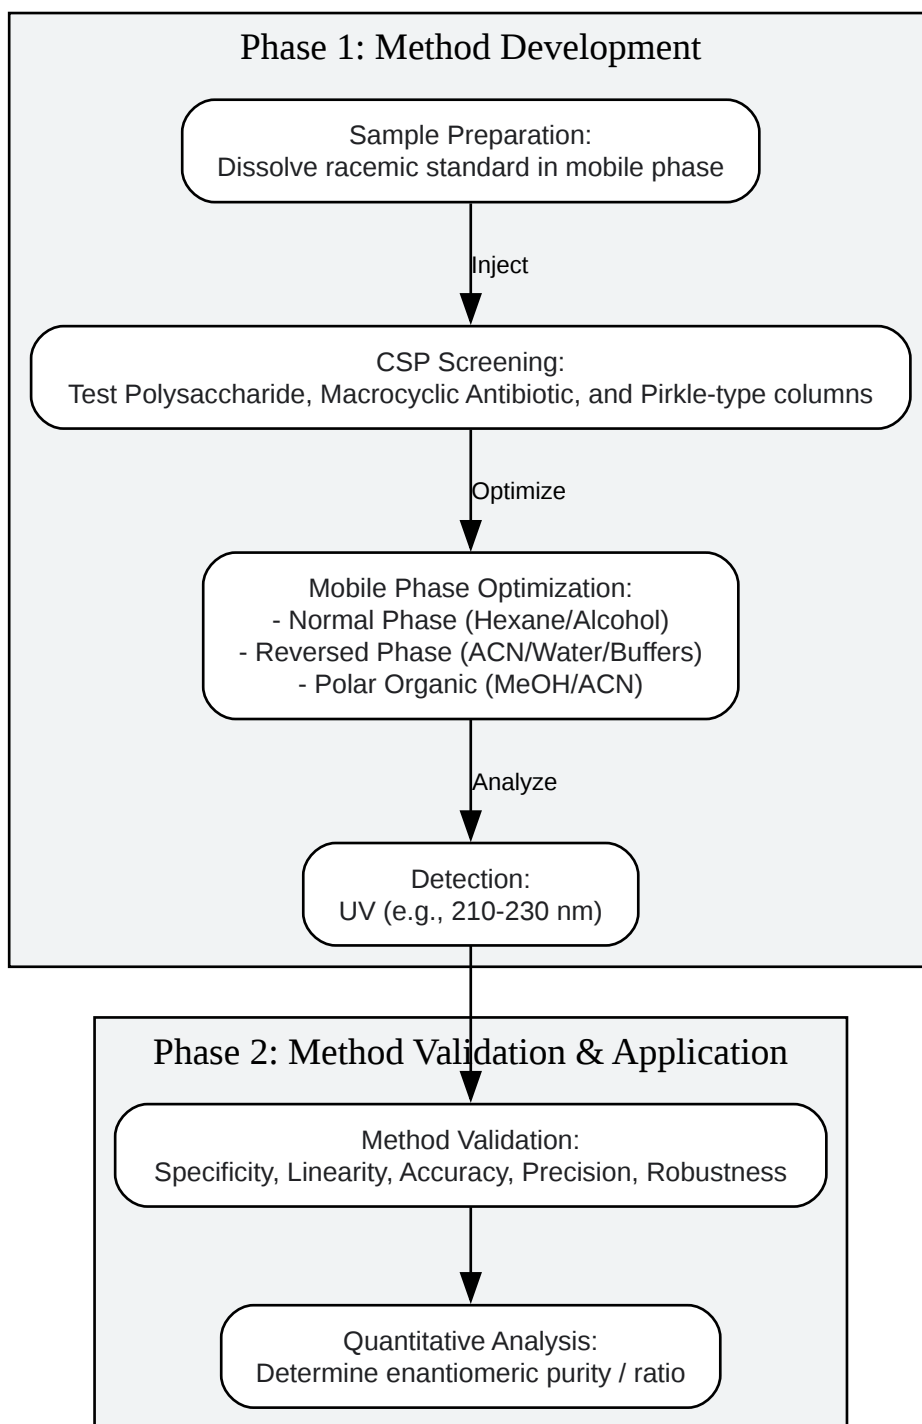 Phase 1: Method Development
Sample Preparation:
Dissolve racemic standard in mobile phase
Inject
CSP Screening:
Test Polysaccharide, Macrocyclic Antibiotic, and Pirkle-type columns
Optimize
Mobile Phase Optimization:
- Normal Phase (Hexane/Alcohol)
- Reversed Phase (ACN/Water/Buffers)
- Polar Organic (MeOH/ACN)
Analyze
Detection:
UV (e.g., 210-230 nm)
Phase 2: Method Validation & Application
Method Validation:
Specificity, Linearity, Accuracy, Precision, Robustness
Quantitative Analysis:
Determine enantiomeric purity / ratio